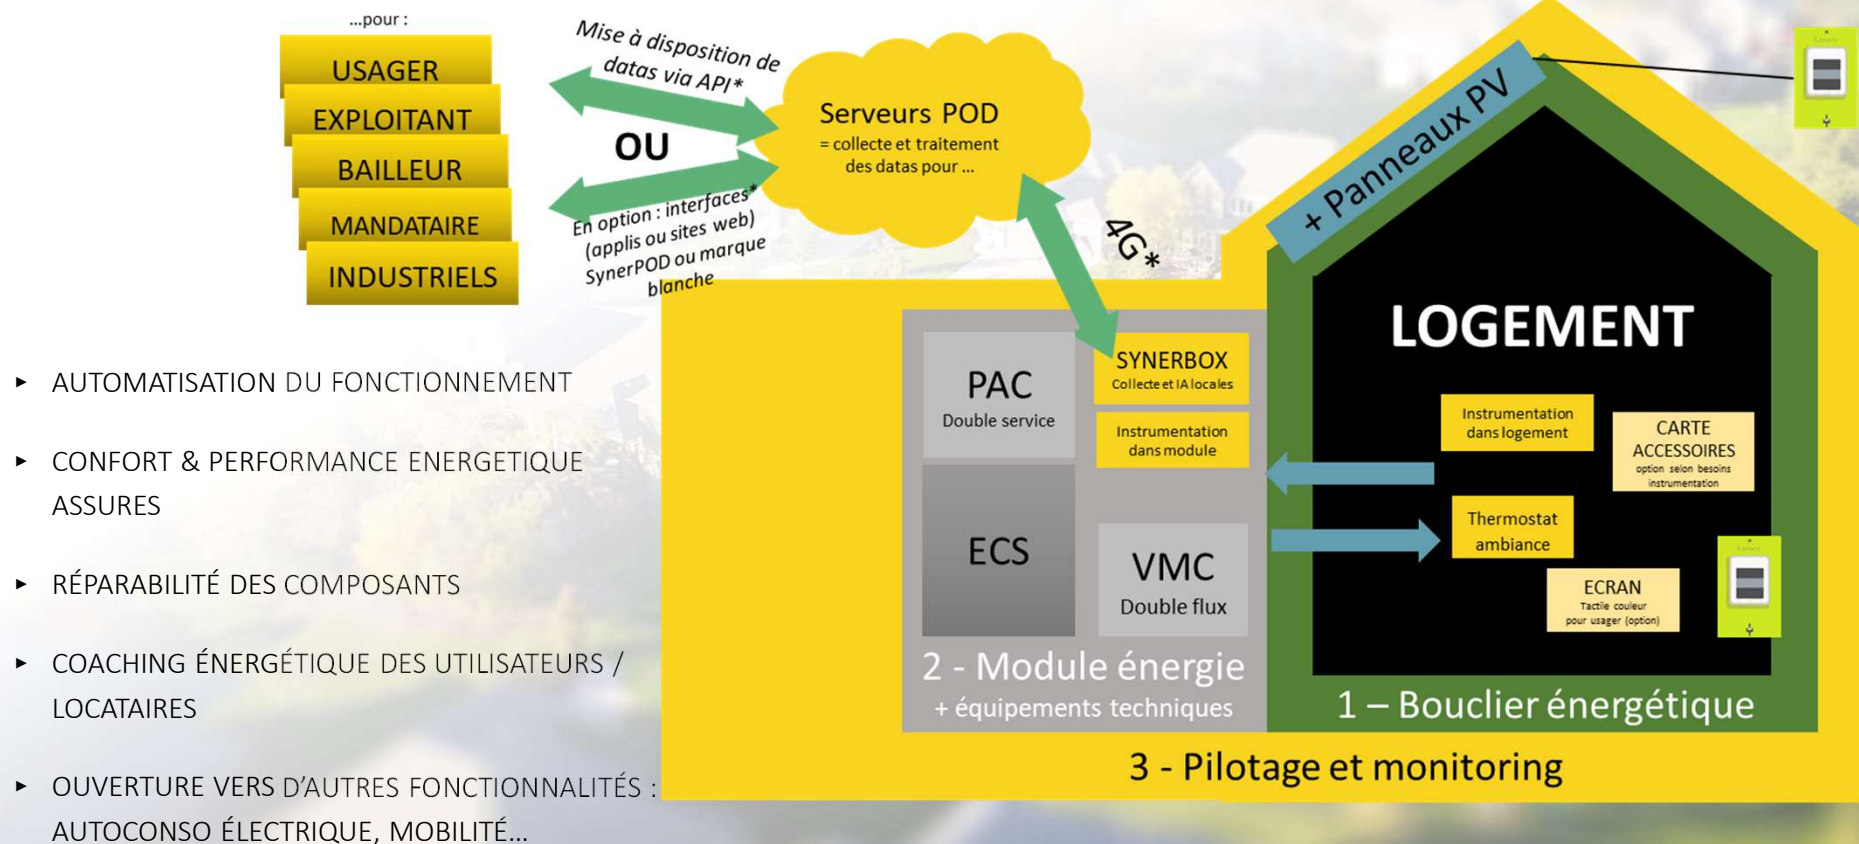 ...pour :
USAGER
EXPLOITANT
BAILLEUR
MANDATAIRE
INDUSTRIELS
Mise à disposition de
datas via API*
OU
En option : interfaces*
(applis ou sites web)
SynerPOD ou marque
blanche
Serveurs POD
= collecte et traitement
des datas pour ...
4G*
+ Panneaux PV
LOGEMENT
Instrumentation
dans logement
CARTE
ACCESSOIRES
option selon besoins
instrumentation
Thermostat
ambiance
ECRAN
Tactile couleur
pour usager (option)
1 – Bouclier énergétique
PAC
Double service
SYNERBOX
Collecte et IA locales
Instrumentation
dans module
ECS
VMC
Double flux
2 - Module énergie
+ équipements techniques
3 - Pilotage et monitoring
► AUTOMATISATION DU FONCTIONNEMENT
► CONFORT & PERFORMANCE ENERGETIQUE
ASSURES
► RÉPARABILITÉ DES COMPOSANTS
► COACHING ÉNERGÉTIQUE DES UTILISATEURS /
LOCATAIRES
► OUVERTURE VERS D'AUTRES FONCTIONNALITÉS :
AUTOCONSO ÉLECTRIQUE, MOBILITÉ...